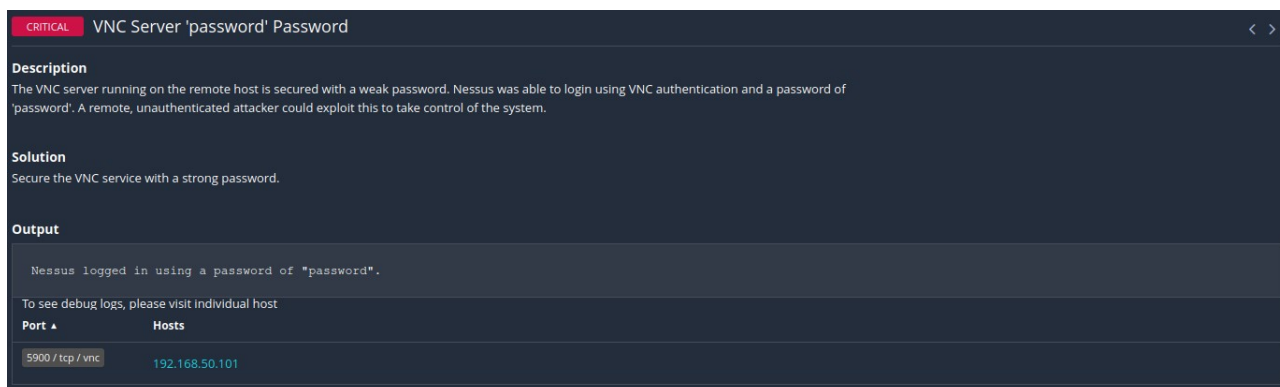 CRITICAL VNC Server 'password' Password
Description
The VNC server running on the remote host is secured with a weak password. Nessus was able to login using VNC authentication and a password of
'password'. A remote, unauthenticated attacker could exploit this to take control of the system.
Solution
Secure the VNC service with a strong password.
Output
Nessus logged in using a password of "password".
To see debug logs, please visit individual host
Port ▲ Hosts
5900 / tcp / vnc 192.168.50.101